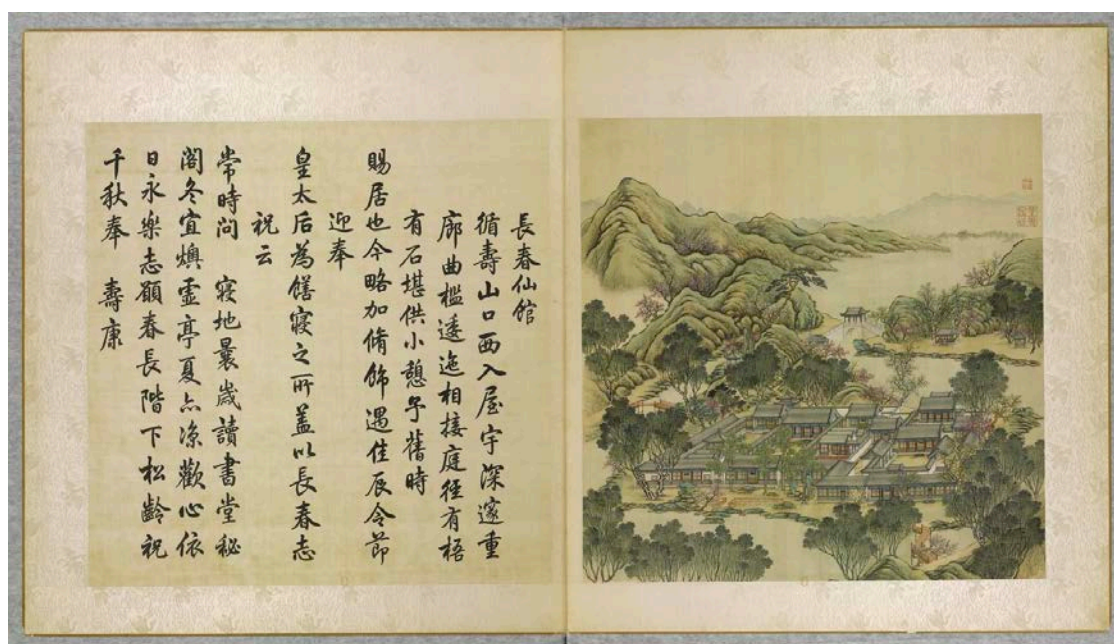 長春仙館
循壽山口西入屋宇深邃重
廊曲檻逶迤相接庭徑有梧
有石堪供小憩予舊時
賜居也今略加脩飾遇佳辰令節
迎奉
皇太后為饍寢之所蓋以長春志
祝云
常時問 寢地曩歲讀書堂秘
閣冬宜燠虛亭夏亦涼歡心依
日永樂志願春長階下松齡祝
千秋奉 壽康